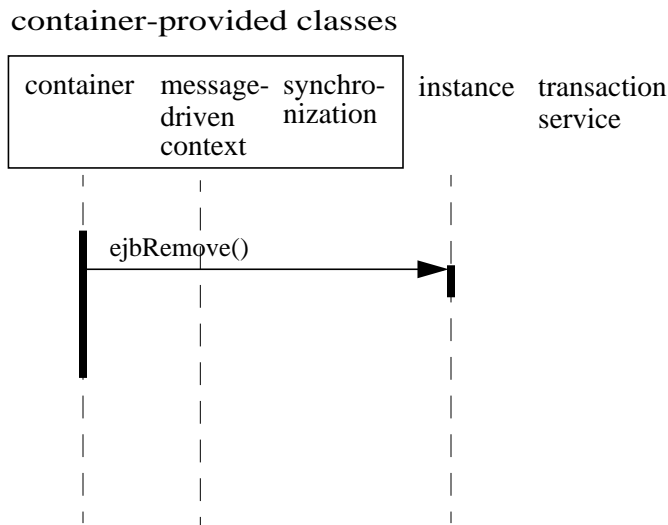 container-provided classes
container message- synchro- instance transaction
driven nization service
context
ejbRemove()